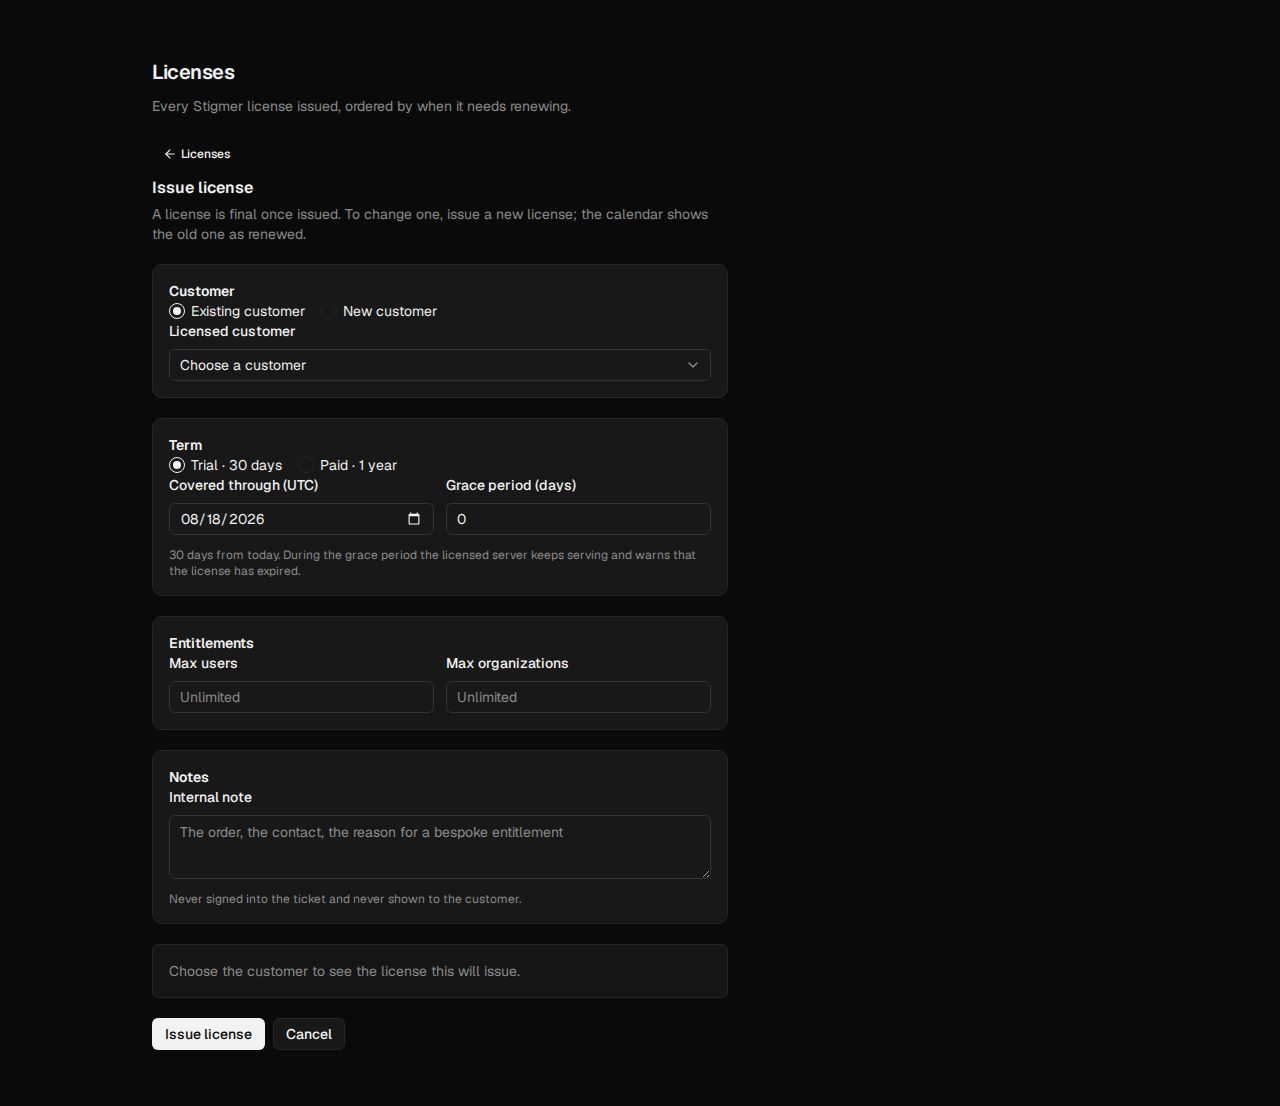 Licenses
Every Stigmer license issued, ordered by when it needs renewing.
← Licenses
Issue license
A license is final once issued. To change one, issue a new license; the calendar shows
the old one as renewed.
Customer
Existing customer New customer
Licensed customer
Choose a customer
Term
Trial · 30 days Paid · 1 year
Covered through (UTC) Grace period (days)
08/18/2026 0
30 days from today. During the grace period the licensed server keeps serving and warns that
the license has expired.
Entitlements
Max users Max organizations
Unlimited Unlimited
Notes
Internal note
The order, the contact, the reason for a bespoke entitlement
Never signed into the ticket and never shown to the customer.
Choose the customer to see the license this will issue.
Issue license Cancel